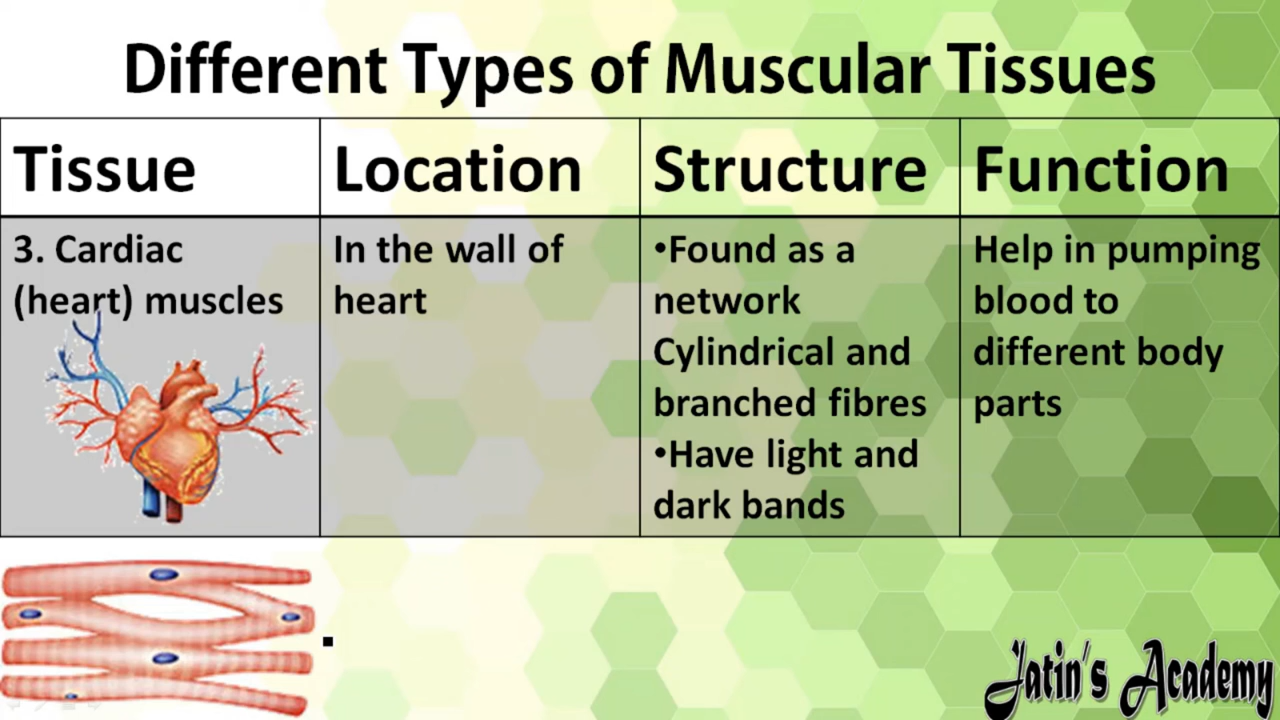 Different Types of Muscular Tissues
Tissue
Location
Structure
Function
3. Cardiac
(heart) muscles
In the wall of
heart
•Found as a
network
Cylindrical and
branched fibres
•Have light and
dark bands
Help in pumping
blood to
different body
parts
Jatin's Academy